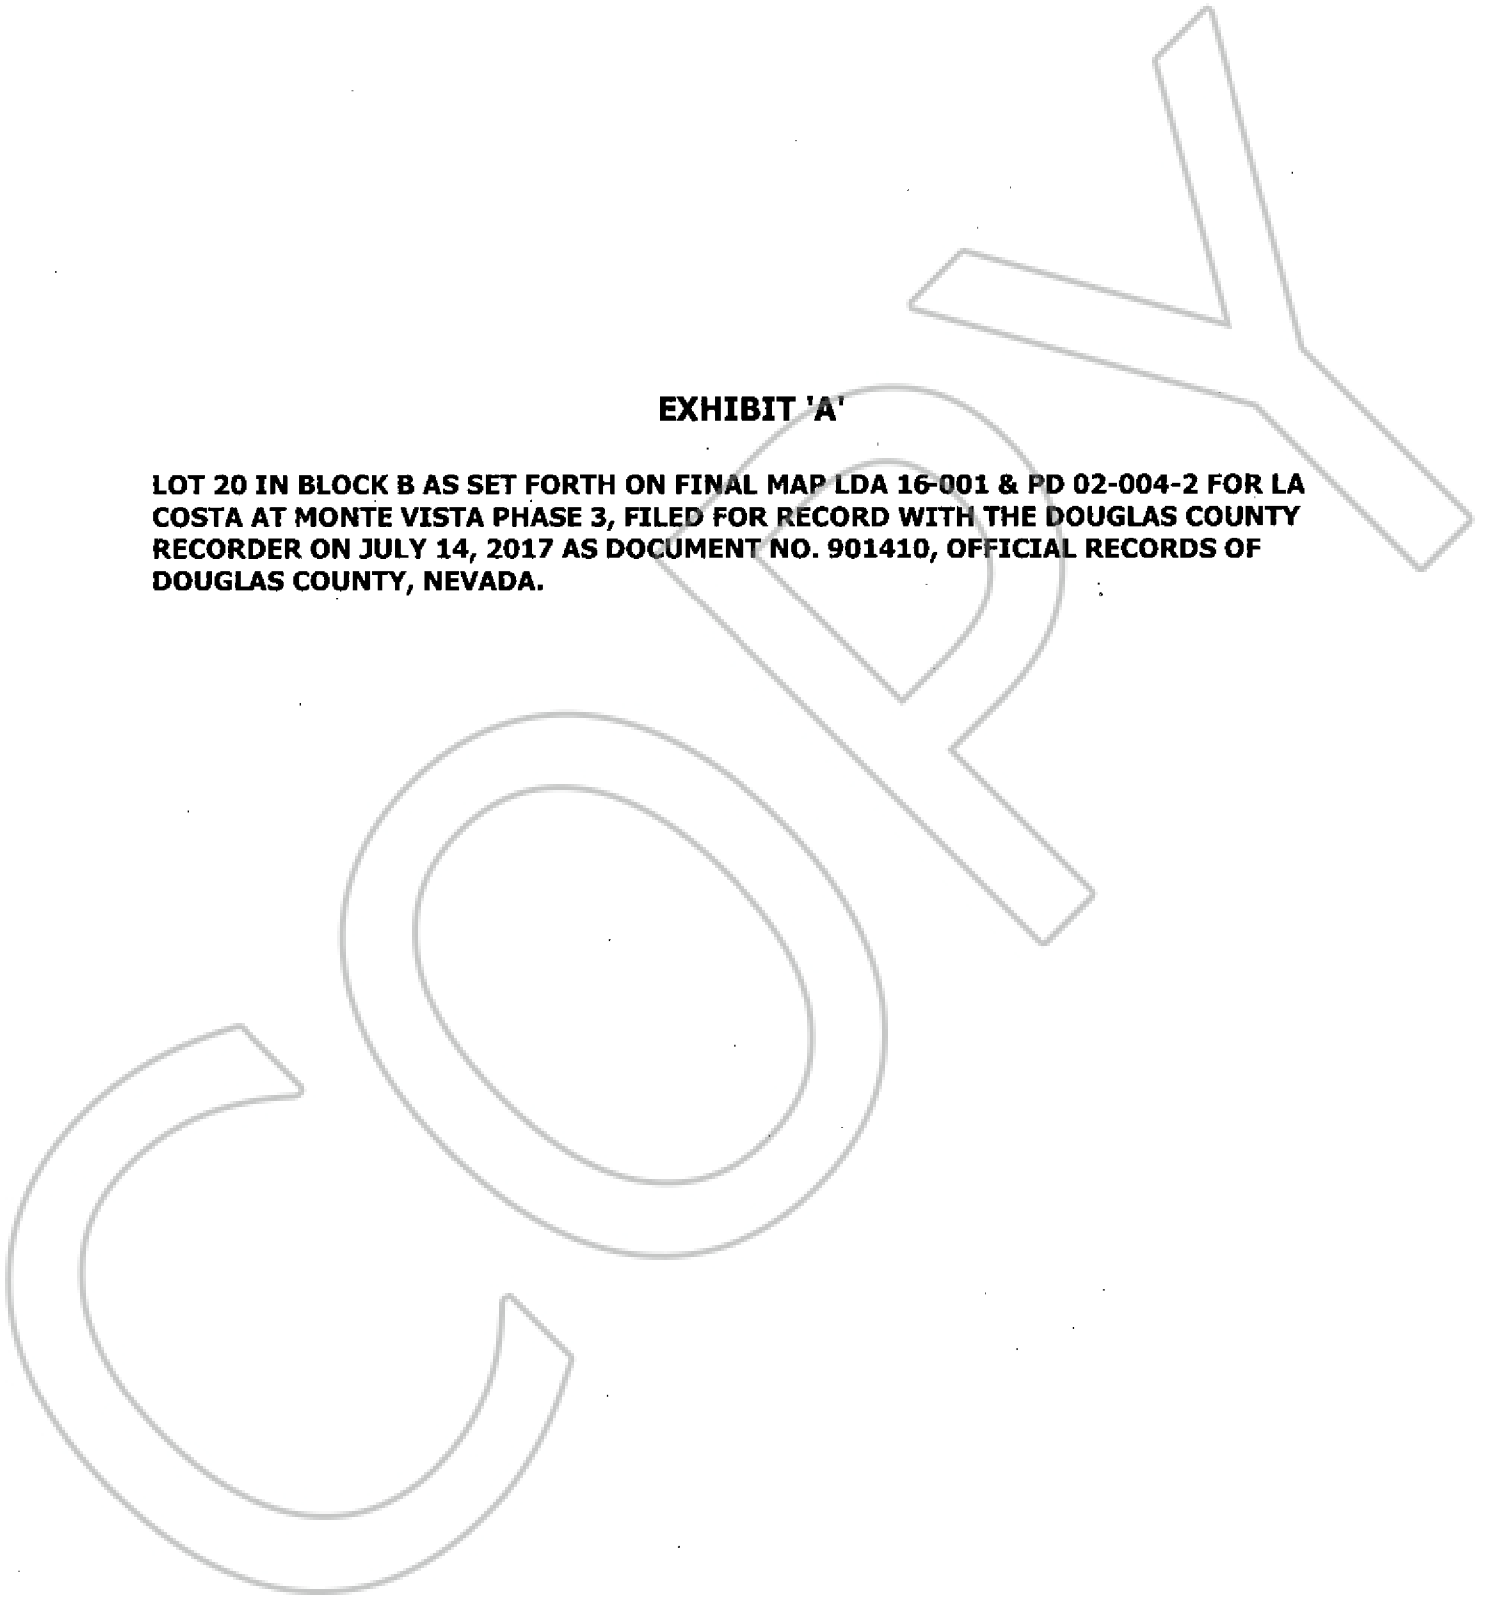 EXHIBIT 'A'
LOT 20 IN BLOCK B AS SET FORTH ON FINAL MAP LDA 16-001 & PD 02-004-2 FOR LA
COSTA AT MONTE VISTA PHASE 3, FILED FOR RECORD WITH THE DOUGLAS COUNTY
RECORDER ON JULY 14, 2017 AS DOCUMENT NO. 901410, OFFICIAL RECORDS OF
DOUGLAS COUNTY, NEVADA.
COPY